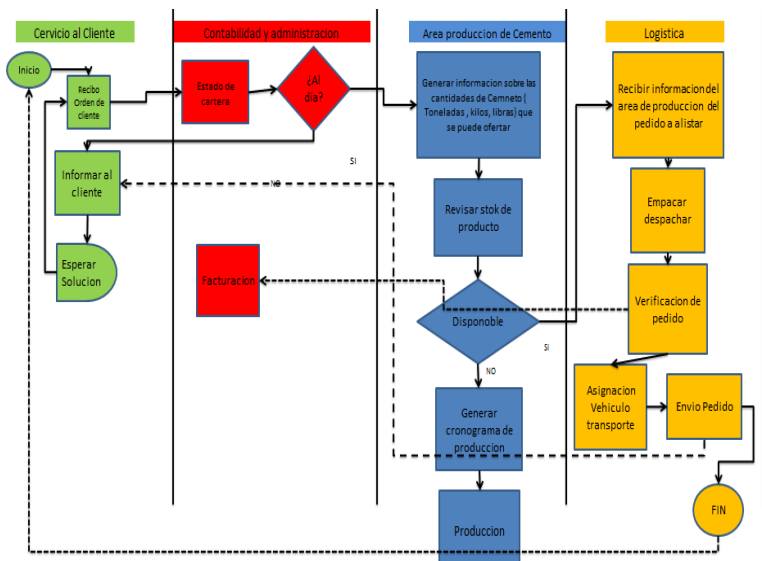 Cervicio al Cliente
Contabilidad y administracion
Area produccion de Cemento
Logistica
Inicio
Recibo
Orden de
cliente
Estado de
cartera
¿Al
dia?
Generar informacion sobre las
cantidades de Cemneto (
Toneladas , kilos, libras) que
se puede ofertar
Recibir informacion del
area de produccion del
pedido a alistar
SI
NO
Informar al
cliente
Revisar stok de
producto
Empacar
despachar
Esperar
Solucion
Facturacion
Disponoble
Verificacion de
pedido
SI
NO
Generar
cronograma de
produccion
Asignacion
Vehiculo
transporte
Envio Pedido
Produccion
FIN